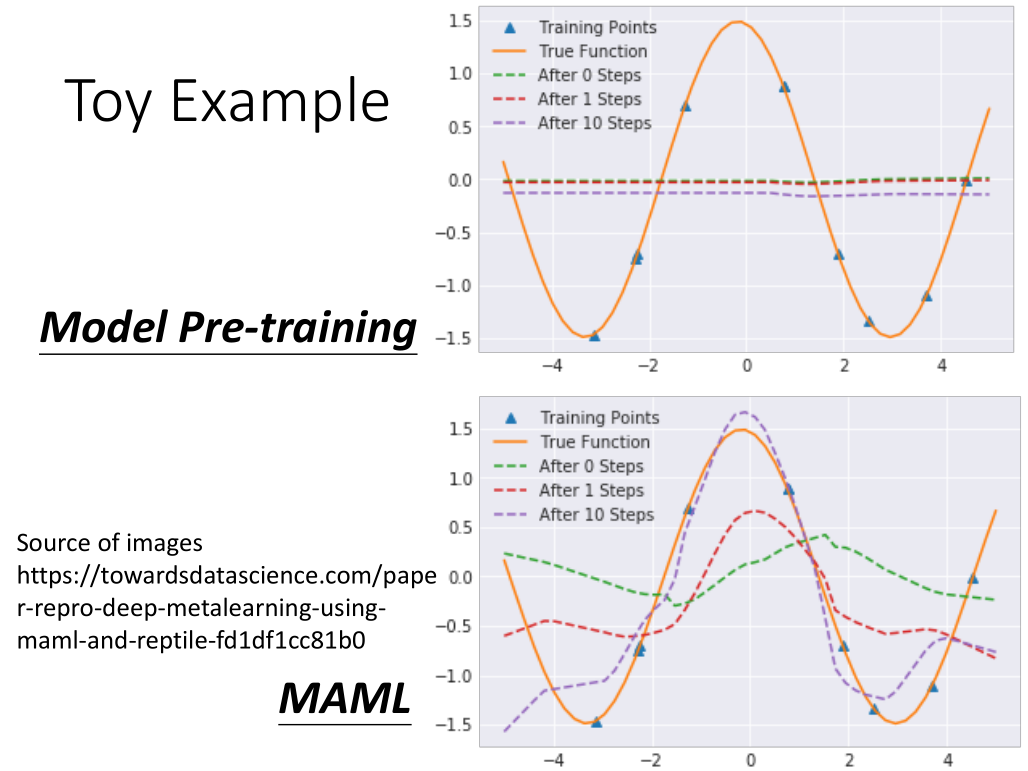 Toy Example
1.5
1.0
0.5
0.0
−0.5
−1.0
−1.5
Training Points
True Function
After 0 Steps
After 1 Steps
After 10 Steps
−4 −2 0 2 4
Model Pre-training
1.5
1.0
0.5
0.0
−0.5
−1.0
−1.5
Training Points
True Function
After 0 Steps
After 1 Steps
After 10 Steps
−4 −2 0 2 4
Source of images
https://towardsdatascience.com/pape
r-repro-deep-metalearning-using-
maml-and-reptile-fd1df1cc81b0
MAML